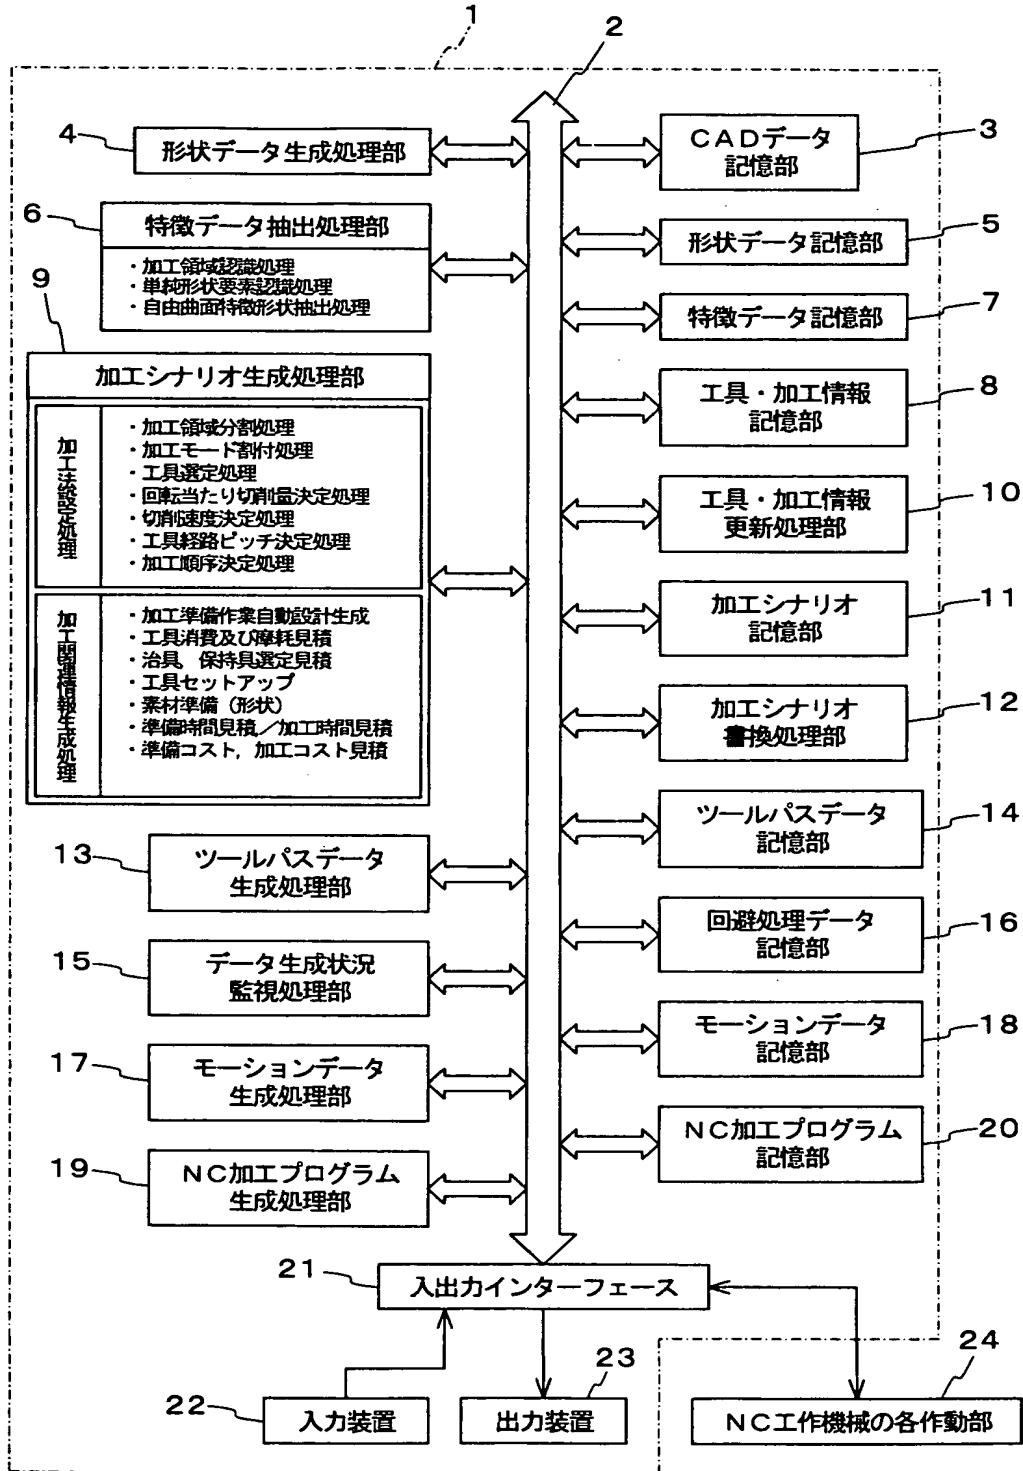 1
2
4
形状データ生成処理部
CADデータ
記憶部
3
6
特徴データ抽出処理部
・加工領域認識処理
・単純形状要素認識処理
・自由曲面特徴形状抽出処理
形状データ記憶部
5
特徴データ記憶部
7
9
加工シナリオ生成処理部
加工法設定処理
・加工領域分割処理
・加工モード割付処理
・工具選定処理
・回転当たり切削量決定処理
・切削速度決定処理
・工具経路ピッチ決定処理
・加工順序決定処理
加工関連情報生成処理
・加工準備作業自動設計生成
・工具消費及び摩耗見積
・治具、保持具選定見積
・工具セットアップ
・素材準備(形状)
・準備時間見積/加工時間見積
・準備コスト,加工コスト見積
工具・加工情報
記憶部
8
工具・加工情報
更新処理部
10
加工シナリオ
記憶部
11
加工シナリオ
書換処理部
12
13
ツールパスデータ
生成処理部
ツールパスデータ
記憶部
14
15
データ生成状況
監視処理部
回避処理データ
記憶部
16
17
モーションデータ
生成処理部
モーションデータ
記憶部
18
19
NC加工プログラム
生成処理部
NC加工プログラム
記憶部
20
21
入出力インターフェース
22
入力装置
23
出力装置
24
NC工作機械の各作動部